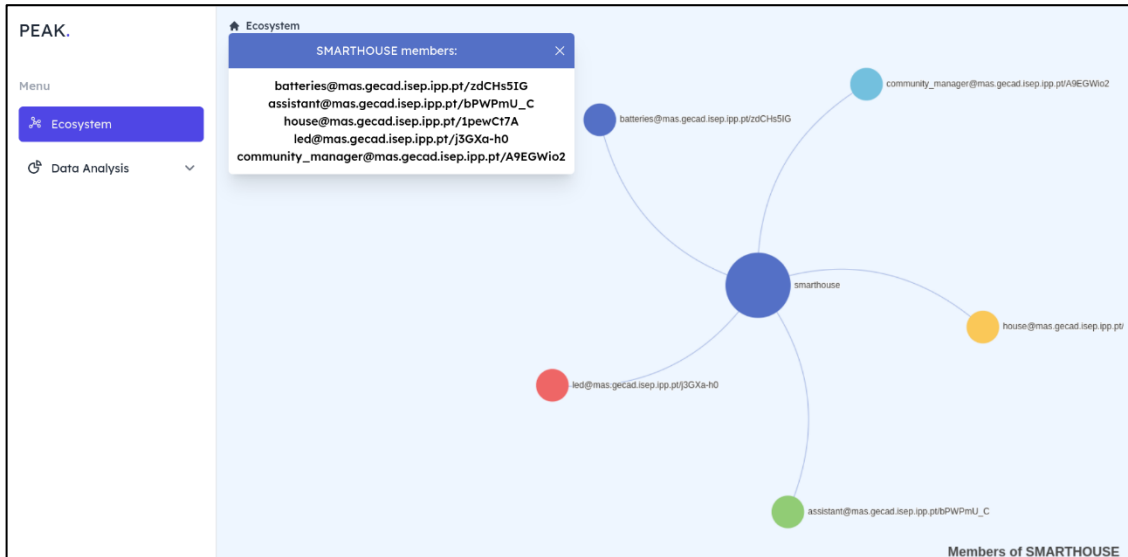 PEAK.
Menu
Ecosystem
Data Analysis
Ecosystem
SMARTHOUSE members:
batteries@mas.gecad.isep.ipp.pt/zdCHs5IG
assistant@mas.gecad.isep.ipp.pt/bPWPmU_C
house@mas.gecad.isep.ipp.pt/1pewCt7A
led@mas.gecad.isep.ipp.pt/j3GXa-h0
community_manager@mas.gecad.isep.ipp.pt/A9EGWio2
community_manager@mas.gecad.isep.ipp.pt/A9EGWio2
batteries@mas.gecad.isep.ipp.pt/zdCHs5IG
smarthouse
house@mas.gecad.isep.ipp.pt/
led@mas.gecad.isep.ipp.pt/j3GXa-h0
assistant@mas.gecad.isep.ipp.pt/bPWPmU_C
Members of SMARTHOUSE